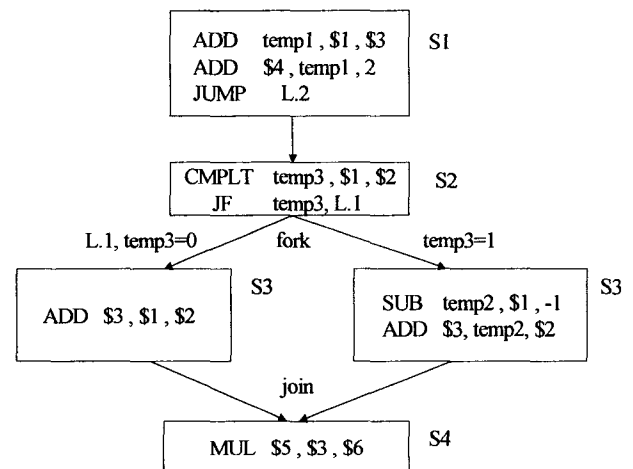 ADD temp1 , $1 , $3
S1
ADD $4 , temp1 , 2
JUMP L.2
CMPLT temp3 , $1 , $2
S2
JF temp3, L.1
L.1, temp3=0
fork
temp3=1
S3
S3
ADD $3 , $1 , $2
SUB temp2 , $1 , -1
ADD $3, temp2, $2
join
MUL $5 , $3 , $6
S4